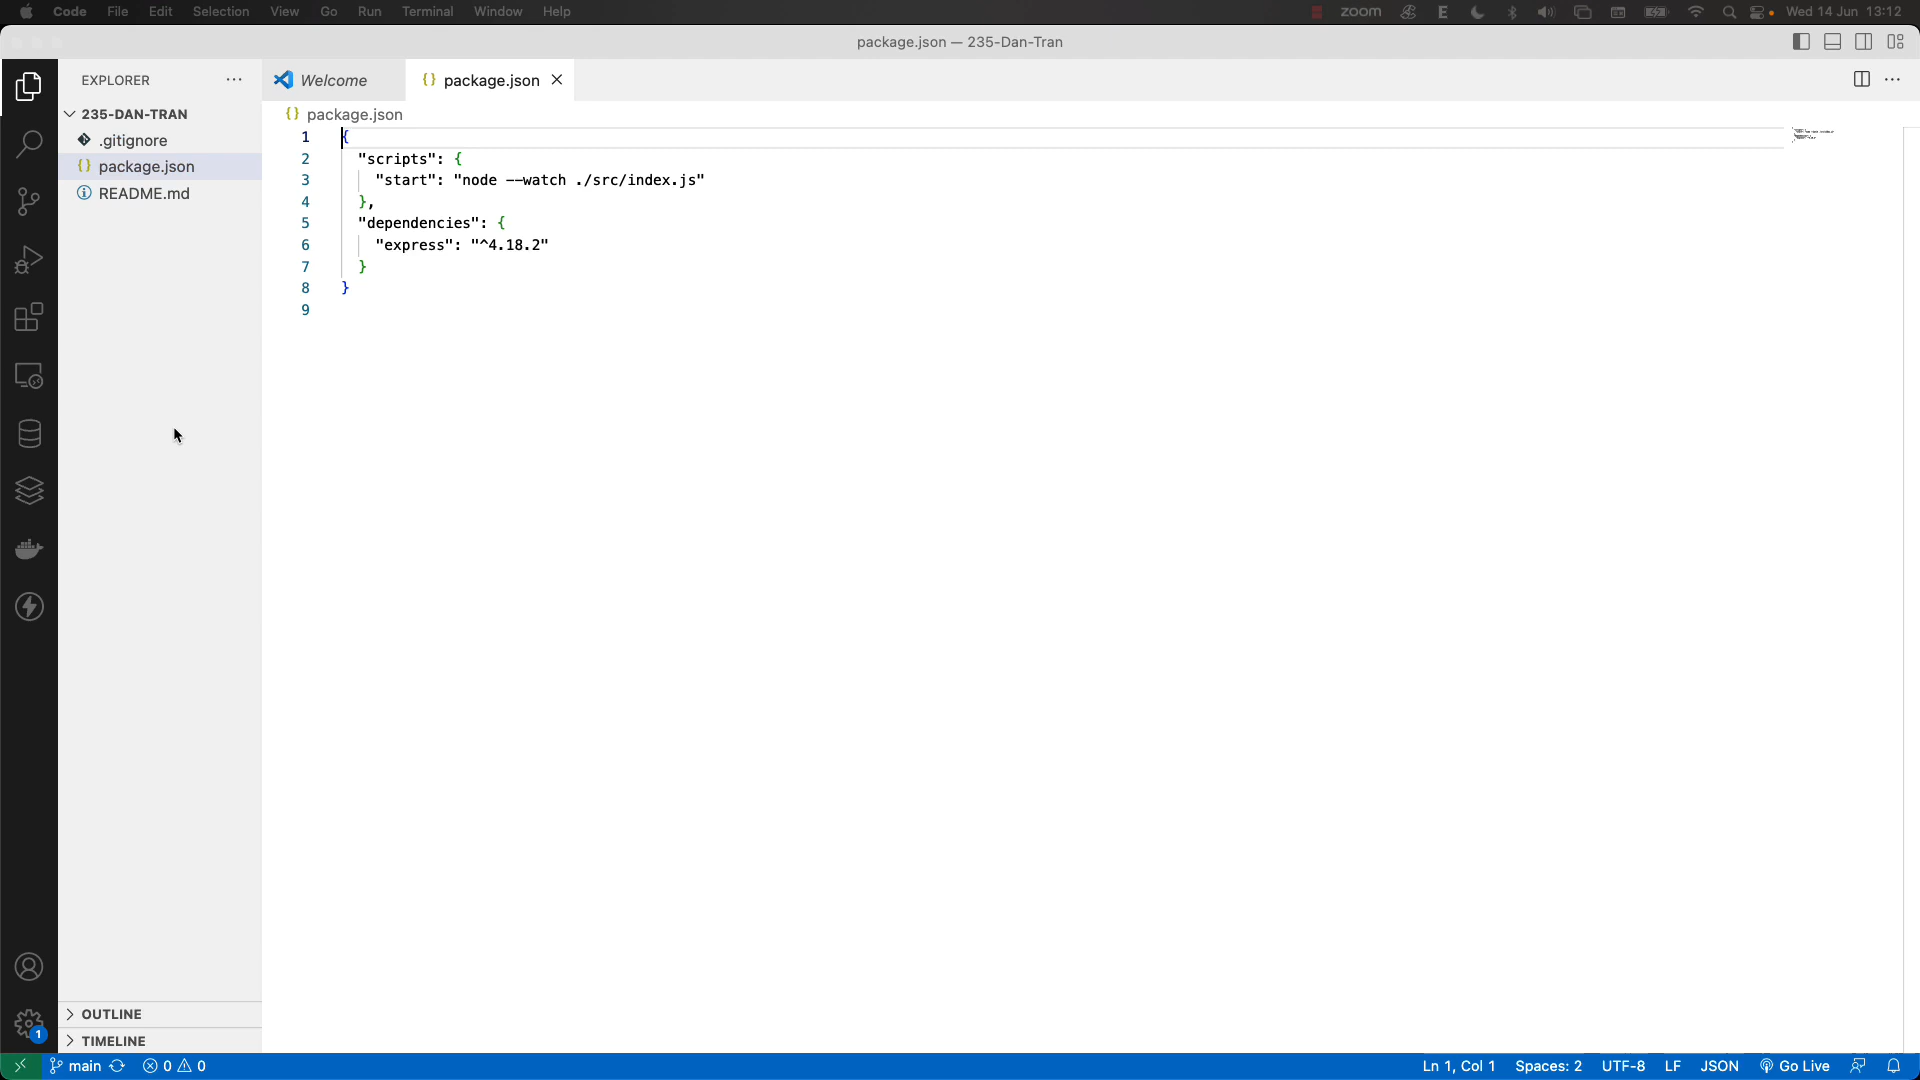 Code File Edit Selection View Go Run Terminal Window Help
zoom E Wed 14 Jun 13:12
package.json — 235-Dan-Tran
EXPLORER
Welcome
package.json
235-DAN-TRAN
.gitignore
package.json
README.md
package.json
1 {
2 "scripts": {
3 "start": "node --watch ./src/index.js"
4 },
5 "dependencies": {
6 "express": "^4.18.2"
7 }
8 }
9
OUTLINE
TIMELINE
1
main 0 0
Ln 1, Col 1 Spaces: 2 UTF-8 LF JSON Go Live